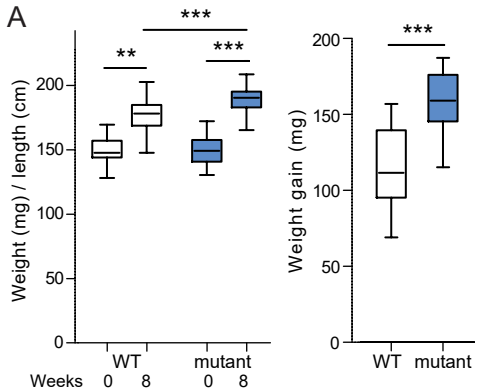 A
***
**
***
***
Weight (mg) / length (cm)
200
150
100
50
0
WT
mutant
Weeks
0
8
0
8
Weight gain (mg)
200
150
100
50
0
WT
mutant